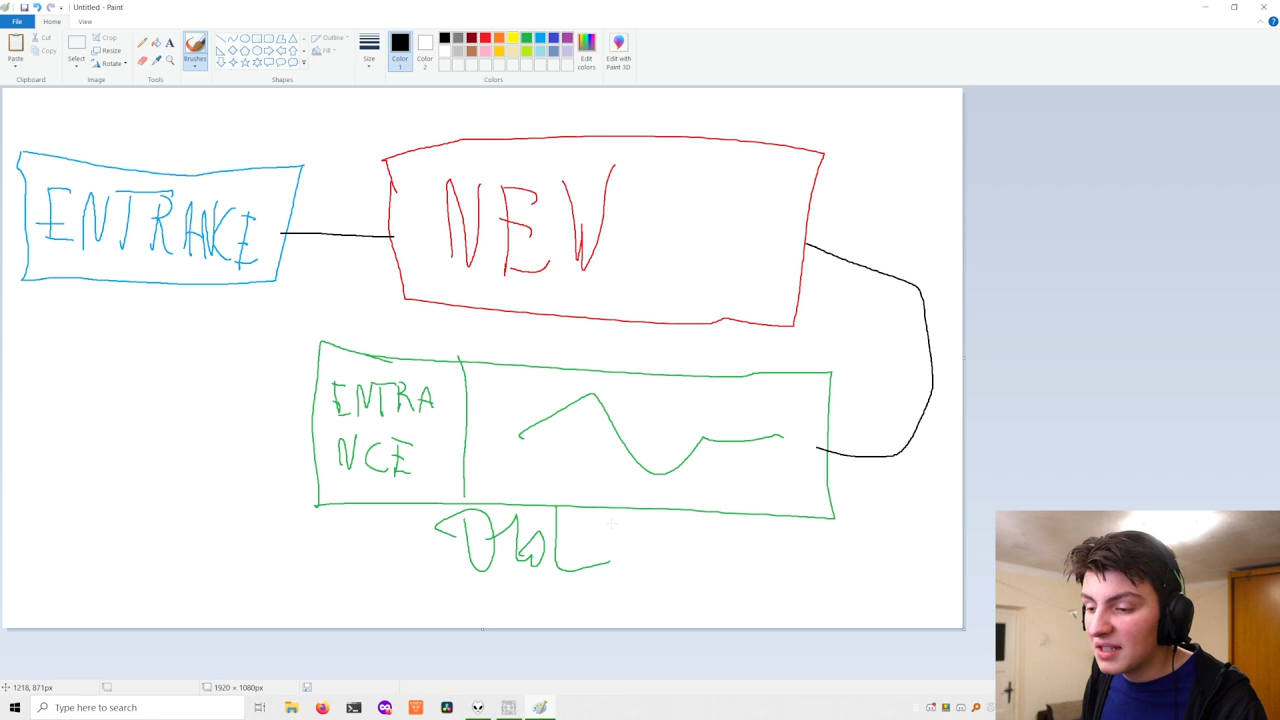 Untitled - Paint
File
Home
View
Paste
Cut
Copy
Clipboard
Select
Crop
Resize
Rotate
Image
Tools
Brushes
Shapes
Outline
Fill
Size
Color 1
Color 2
Edit colors
Edit with Paint 3D
Colors
ENTRANCE
NEW
ENTRA
NCE
1218, 871px
1920 × 1080px
Type here to search